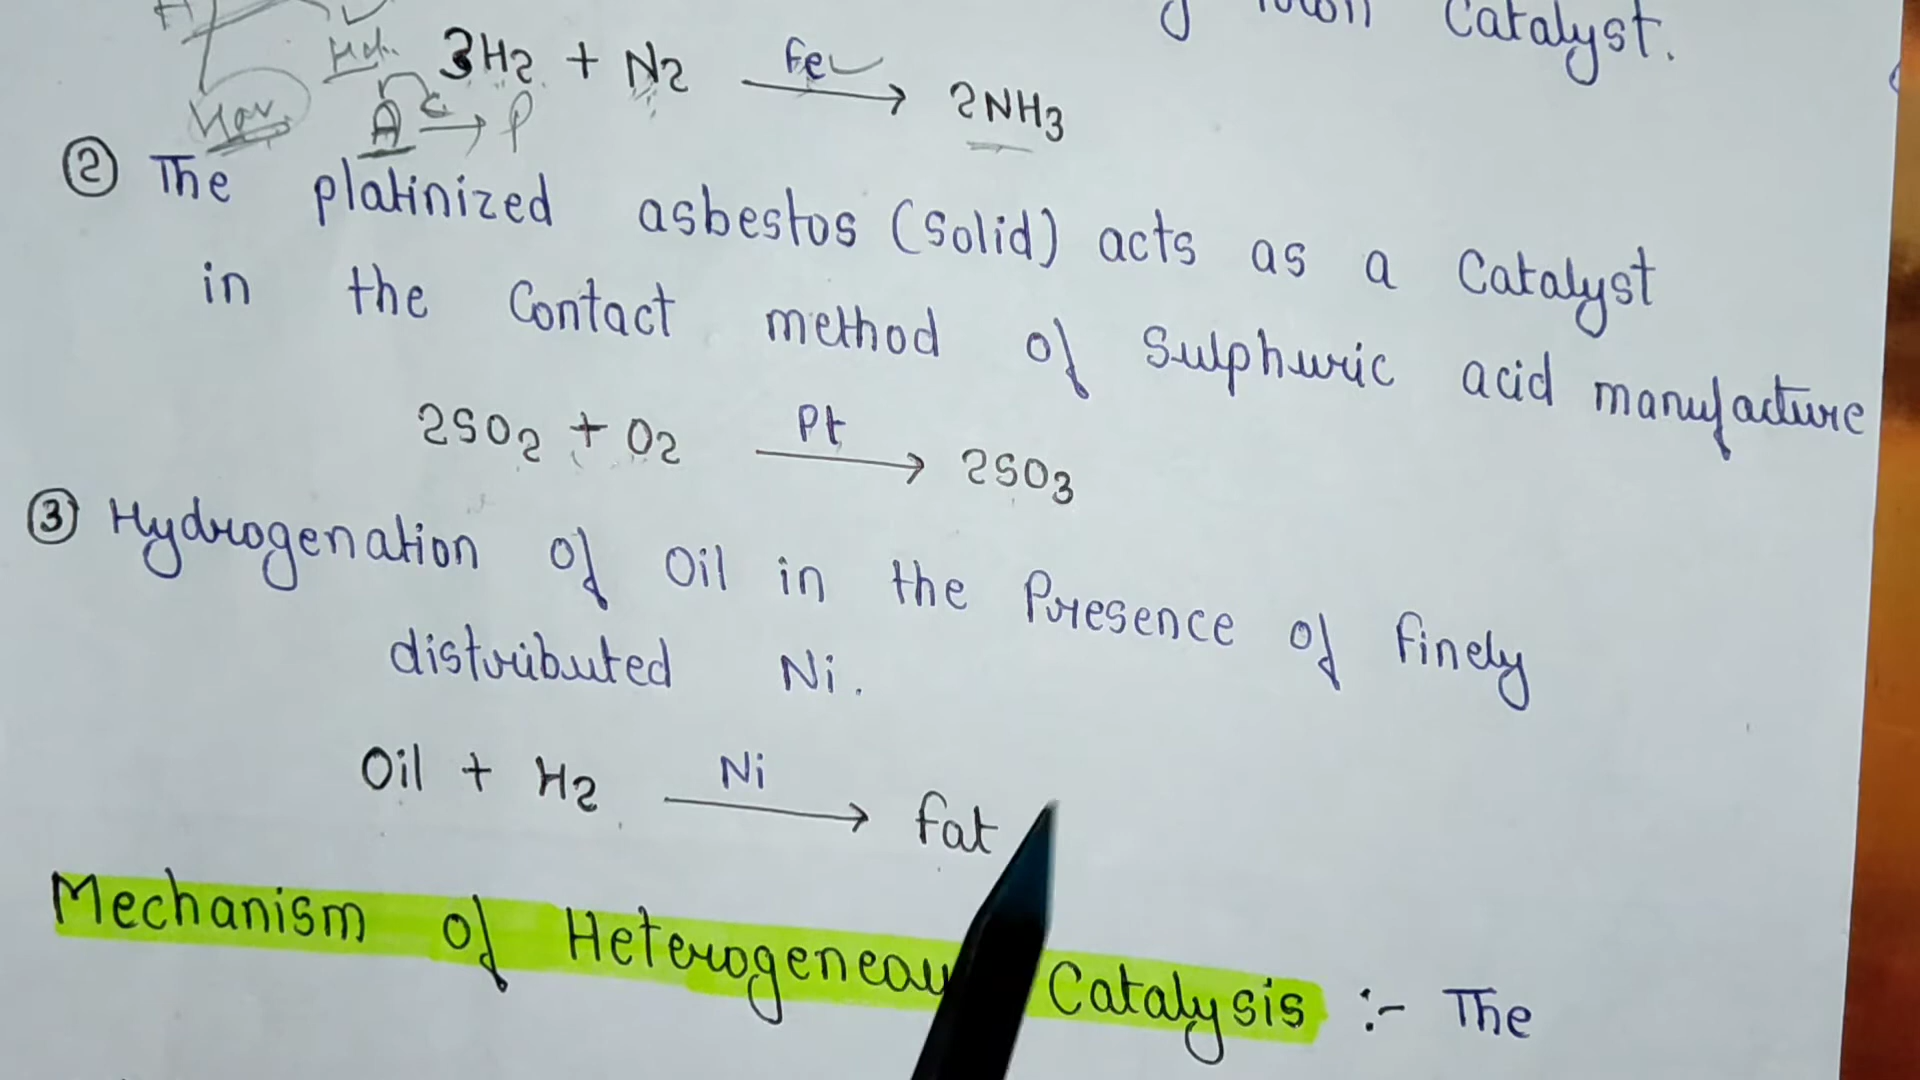 Catalyst.
3H2 + N2 Fe → 2NH3
A C → P
② The platinized asbestos (Solid) acts as a Catalyst
in the Contact method of Sulphuric acid manufacture
2SO2 + O2 Pt → 2SO3
③ Hydrogenation of Oil in the Presence of finely
distributed Ni.
Oil + H2 Ni → fat
Mechanism of Heterogeneou Catalysis :- The